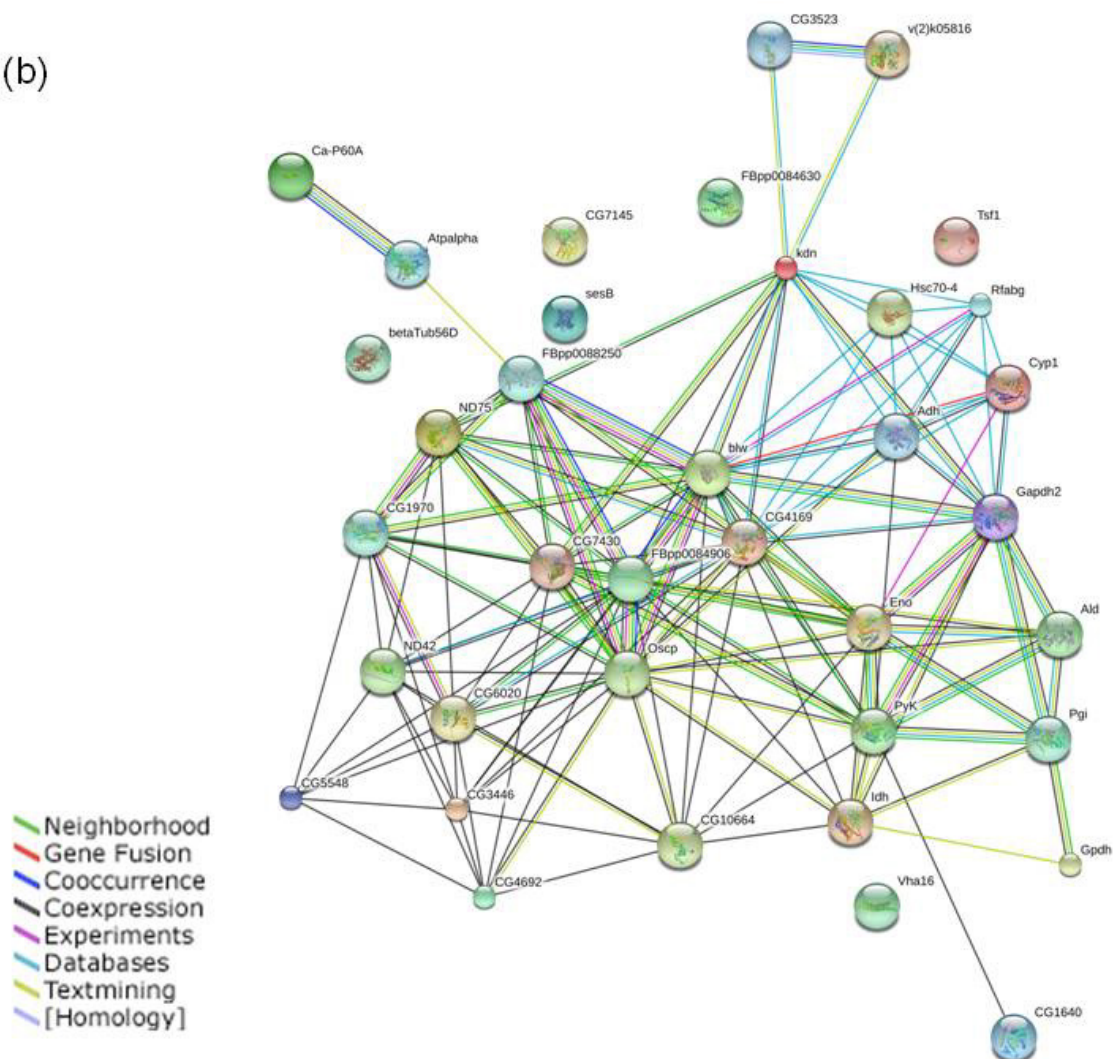 (b)
CG3523
v(2)k05816
Ca-P60A
FBpp0084630
CG7145
Tsf1
Atpalpha
kdn
Hsc70-4
Rfabg
sesB
betaTub56D
FBpp0088250
Cyp1
ND75
Adh
blw
Gapdh2
CG1970
CG4169
CG7430
FBpp0084906
Eno
Ald
ND42
Oscp
CG6020
PyK
Pgi
CG5548
CG3446
Idh
CG10664
Gpdh
CG4692
Vha16
CG1640
Neighborhood
Gene Fusion
Cooccurrence
Coexpression
Experiments
Databases
Textmining
[Homology]